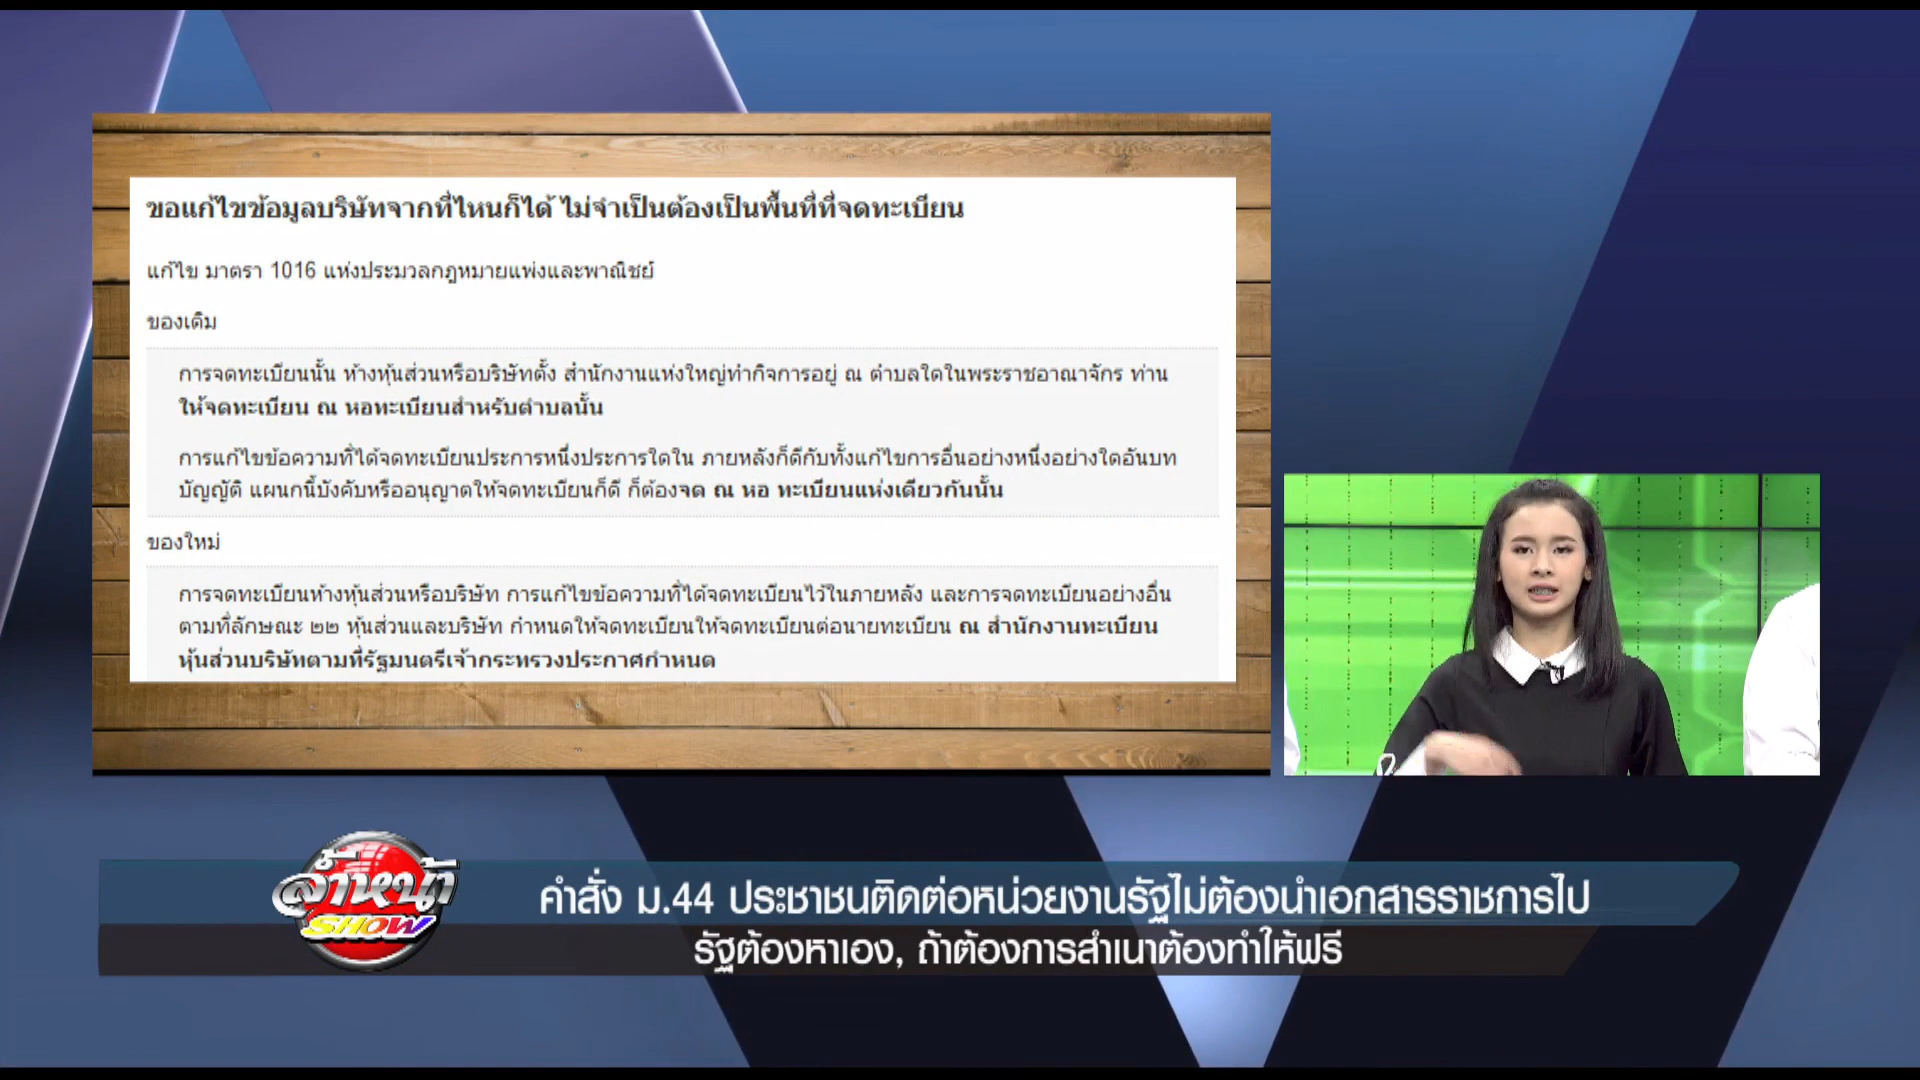 ขอแก้ไขข้อมูลบริษัทจากที่ไหนก็ได้ ไม่จำเป็นต้องเป็นพื้นที่ที่จดทะเบียน
แก้ไข มาตรา 1016 แห่งประมวลกฎหมายแพ่งและพาณิชย์
ของเดิม
การจดทะเบียนนั้น ห้างหุ้นส่วนหรือบริษัทตั้ง สำนักงานแห่งใหญ่ทำกิจการอยู่ ณ ตำบลใดในพระราชอาณาจักร ท่าน
ให้จดทะเบียน ณ หอทะเบียนสำหรับตำบลนั้น
การแก้ไขข้อความที่ได้จดทะเบียนประการหนึ่งประการใดใน ภายหลังก็ดีกับทั้งแก้ไขการอื่นอย่างหนึ่งอย่างใดอันบท
บัญญัติ แผนกนี้บังคับหรืออนุญาตให้จดทะเบียนก็ดี ก็ต้องจด ณ หอ ทะเบียนแห่งเดียวกันนั้น
ของใหม่
การจดทะเบียนห้างหุ้นส่วนหรือบริษัท การแก้ไขข้อความที่ได้จดทะเบียนไว้ในภายหลัง และการจดทะเบียนอย่างอื่น
ตามที่ลักษณะ ๒๒ หุ้นส่วนและบริษัท กำหนดให้จดทะเบียนให้จดทะเบียนต่อนายทะเบียน ณ สำนักงานทะเบียน
หุ้นส่วนบริษัทตามที่รัฐมนตรีเจ้ากระทรวงประกาศกำหนด
ล้ำหน้า
SHOW
คำสั่ง ม.44 ประชาชนติดต่อหน่วยงานรัฐไม่ต้องนำเอกสารราชการไป
รัฐต้องหาเอง, ถ้าต้องการสำเนาต้องทำให้ฟรี